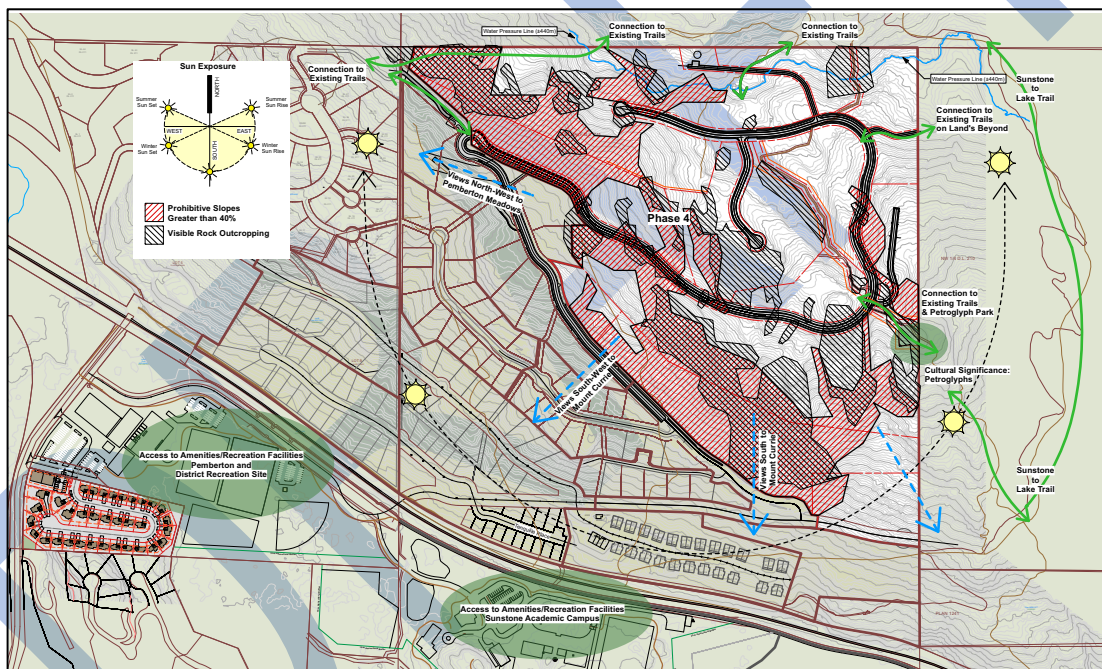 Connection to
Existing Trails
Connection to
Existing Trails
Water Pressure Line (±440m)
Sun Exposure
NORTH
Summer
Sun Set
Summer
Sun Rise
WEST
EAST
SOUTH
Winter
Sun Set
Winter
Sun Rise
Prohibitive Slopes
Greater than 40%
Visible Rock Outcropping
Connection to
Existing Trails
Water Pressure Line (±440m)
Sunstone
to
Lake Trail
Connection to
Existing Trails
on Land's Beyond
Views North-West to
Pemberton Meadows
Phase 4
Connection to
Existing Trails
& Petroglyph Park
Cultural Significance:
Petroglyphs
Views South-West to
Mount Currie
Views South to
Mount Currie
Access to Amenities/Recreation Facilities
Pemberton and
District Recreation Site
Sunstone
to
Lake Trail
Access to Amenities/Recreation Facilities
Sunstone Academic Campus
PLAN 1241